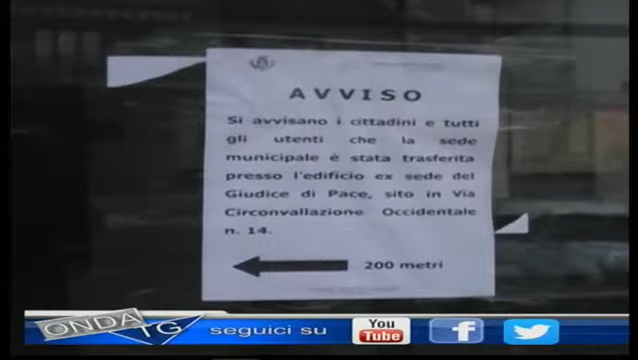 AVVISO
Si avvisano i cittadini e tutti
gli utenti che la sede
municipale è stata trasferita
presso l'edificio ex sede del
Giudice di Pace, sito in Via
Circonvallazione Occidentale
n. 14.
200 metri
ONDA TG seguici su You Tube f